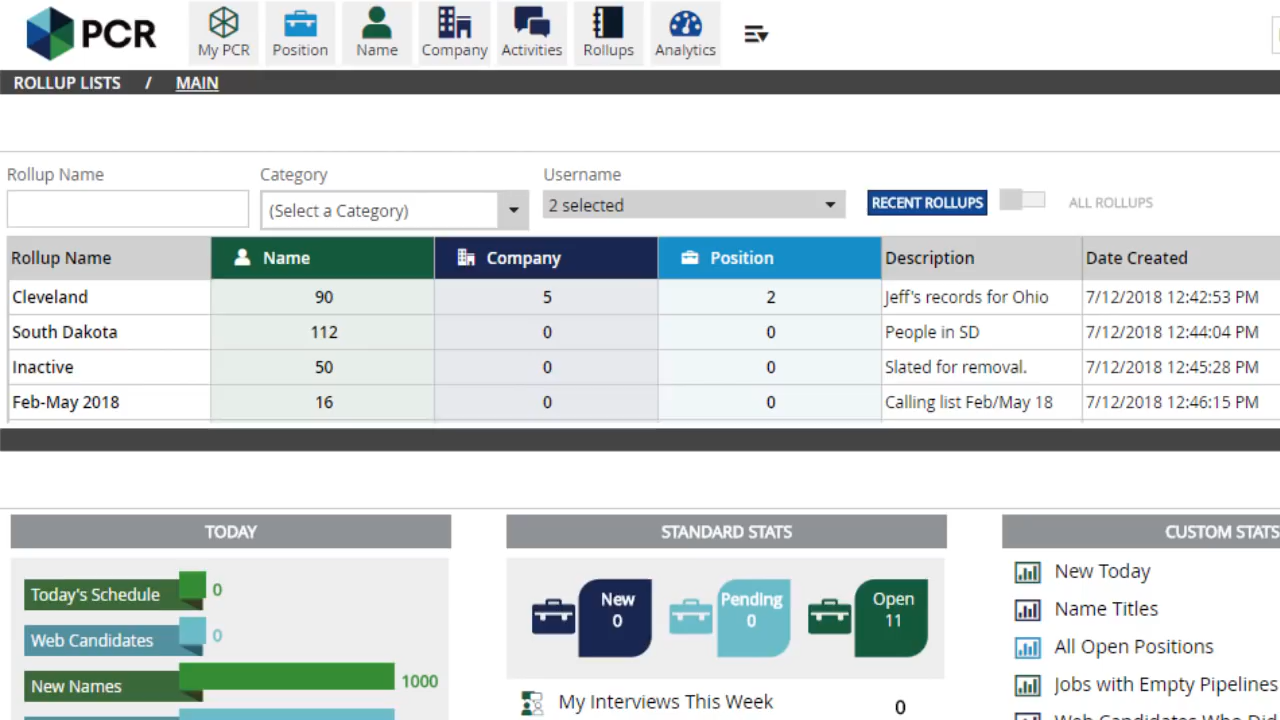 PCR
My PCR Position Name Company Activities Rollups Analytics
ROLLUP LISTS / MAIN
Rollup Name Category Username
(Select a Category) 2 selected RECENT ROLLUPS ALL ROLLUPS
Rollup Name Name Company Position Description Date Created
Cleveland 90 5 2 Jeff's records for Ohio 7/12/2018 12:42:53 PM
South Dakota 112 0 0 People in SD 7/12/2018 12:44:04 PM
Inactive 50 0 0 Slated for removal. 7/12/2018 12:45:28 PM
Feb-May 2018 16 0 0 Calling list Feb/May 18 7/12/2018 12:46:15 PM
TODAY
Today's Schedule 0
Web Candidates 0
New Names 1000
STANDARD STATS
New Pending Open
0 0 11
My Interviews This Week 0
CUSTOM STATS
New Today
Name Titles
All Open Positions
Jobs with Empty Pipelines
Web Candidates Who Did